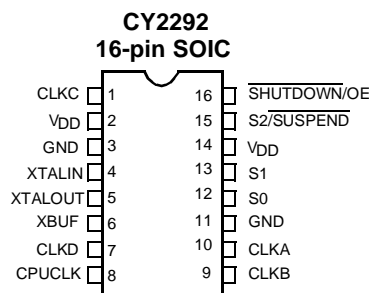 CY2292
16-pin SOIC
CLKC 1 16 SHUTDOWN/OE
VDD 2 15 S2/SUSPEND
GND 3 14 VDD
XTALIN 4 13 S1
XTALOUT 5 12 S0
XBUF 6 11 GND
CLKD 7 10 CLKA
CPUCLK 8 9 CLKB